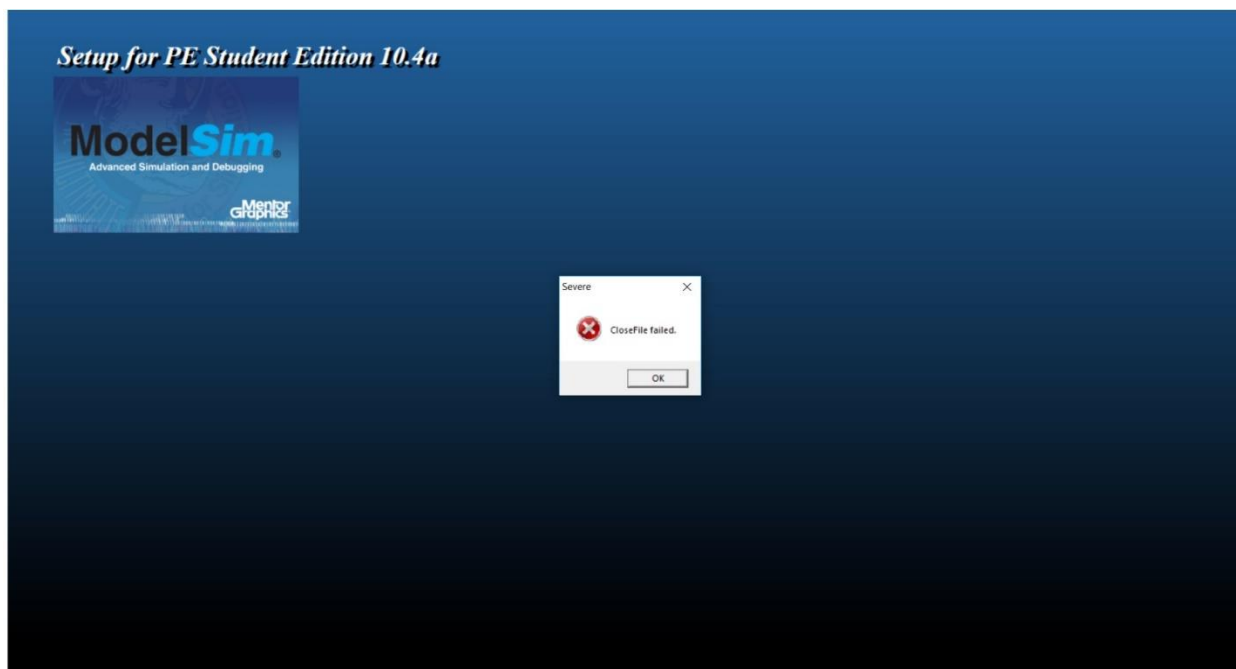 Setup for PE Student Edition 10.4a
ModelSim®
Advanced Simulation and Debugging
Mentor
Graphics
Severe
CloseFile failed.
OK